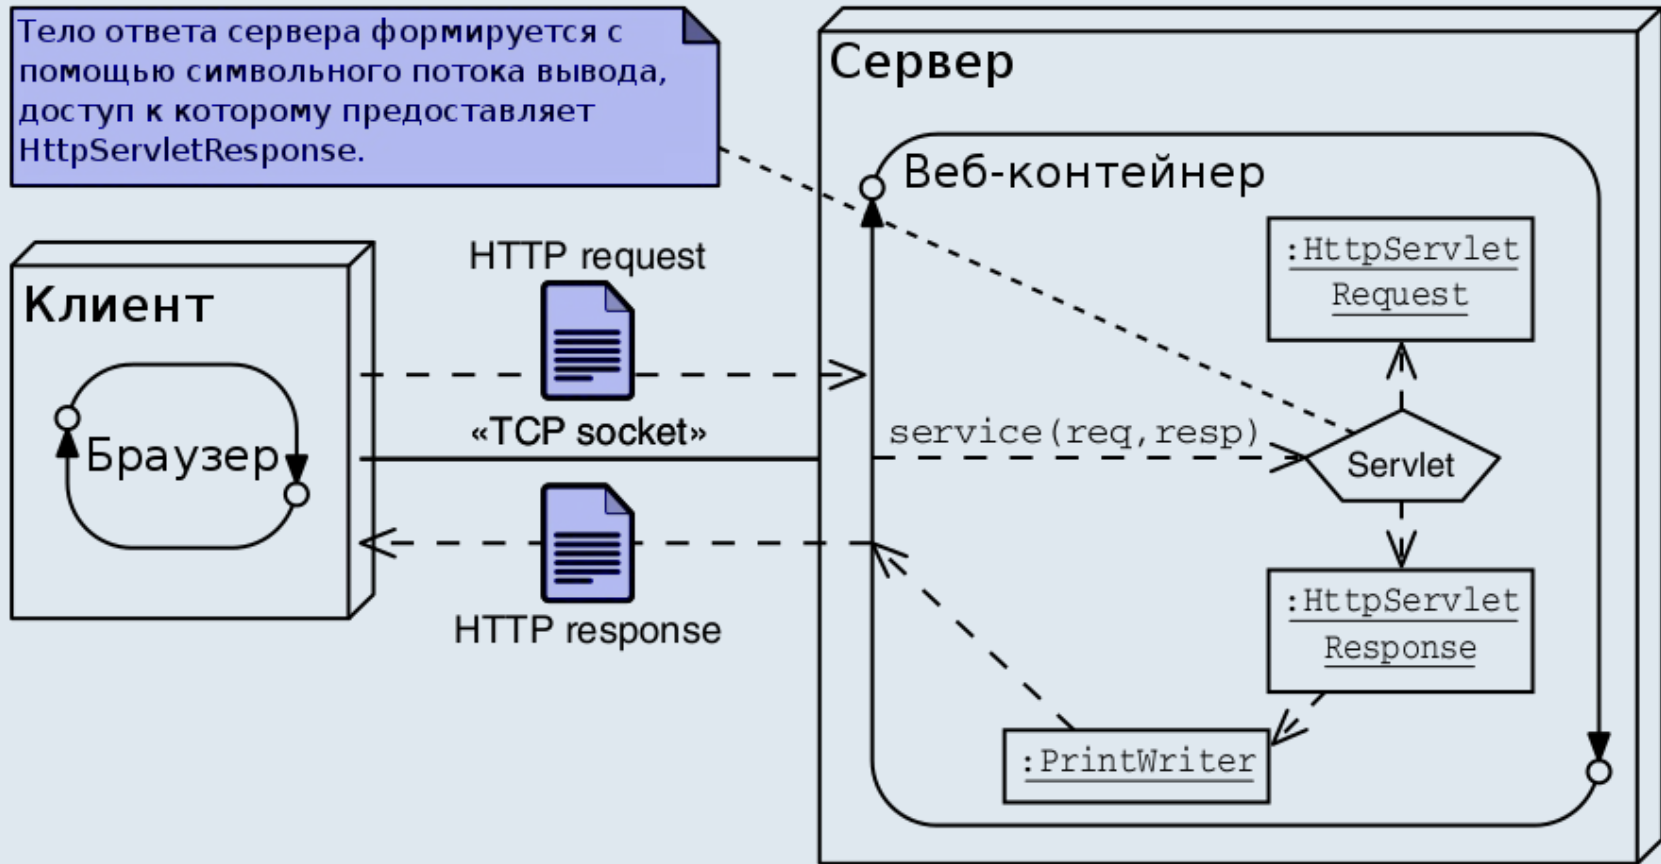 Тело ответа сервера формируется с
помощью символьного потока вывода,
доступ к которому предоставляет
HttpServletResponse.
Сервер
Веб-контейнер
:HttpServlet
Request
HTTP request
Клиент
«TCP socket»
service(req,resp)
Браузер
Servlet
:HttpServlet
Response
HTTP response
:PrintWriter